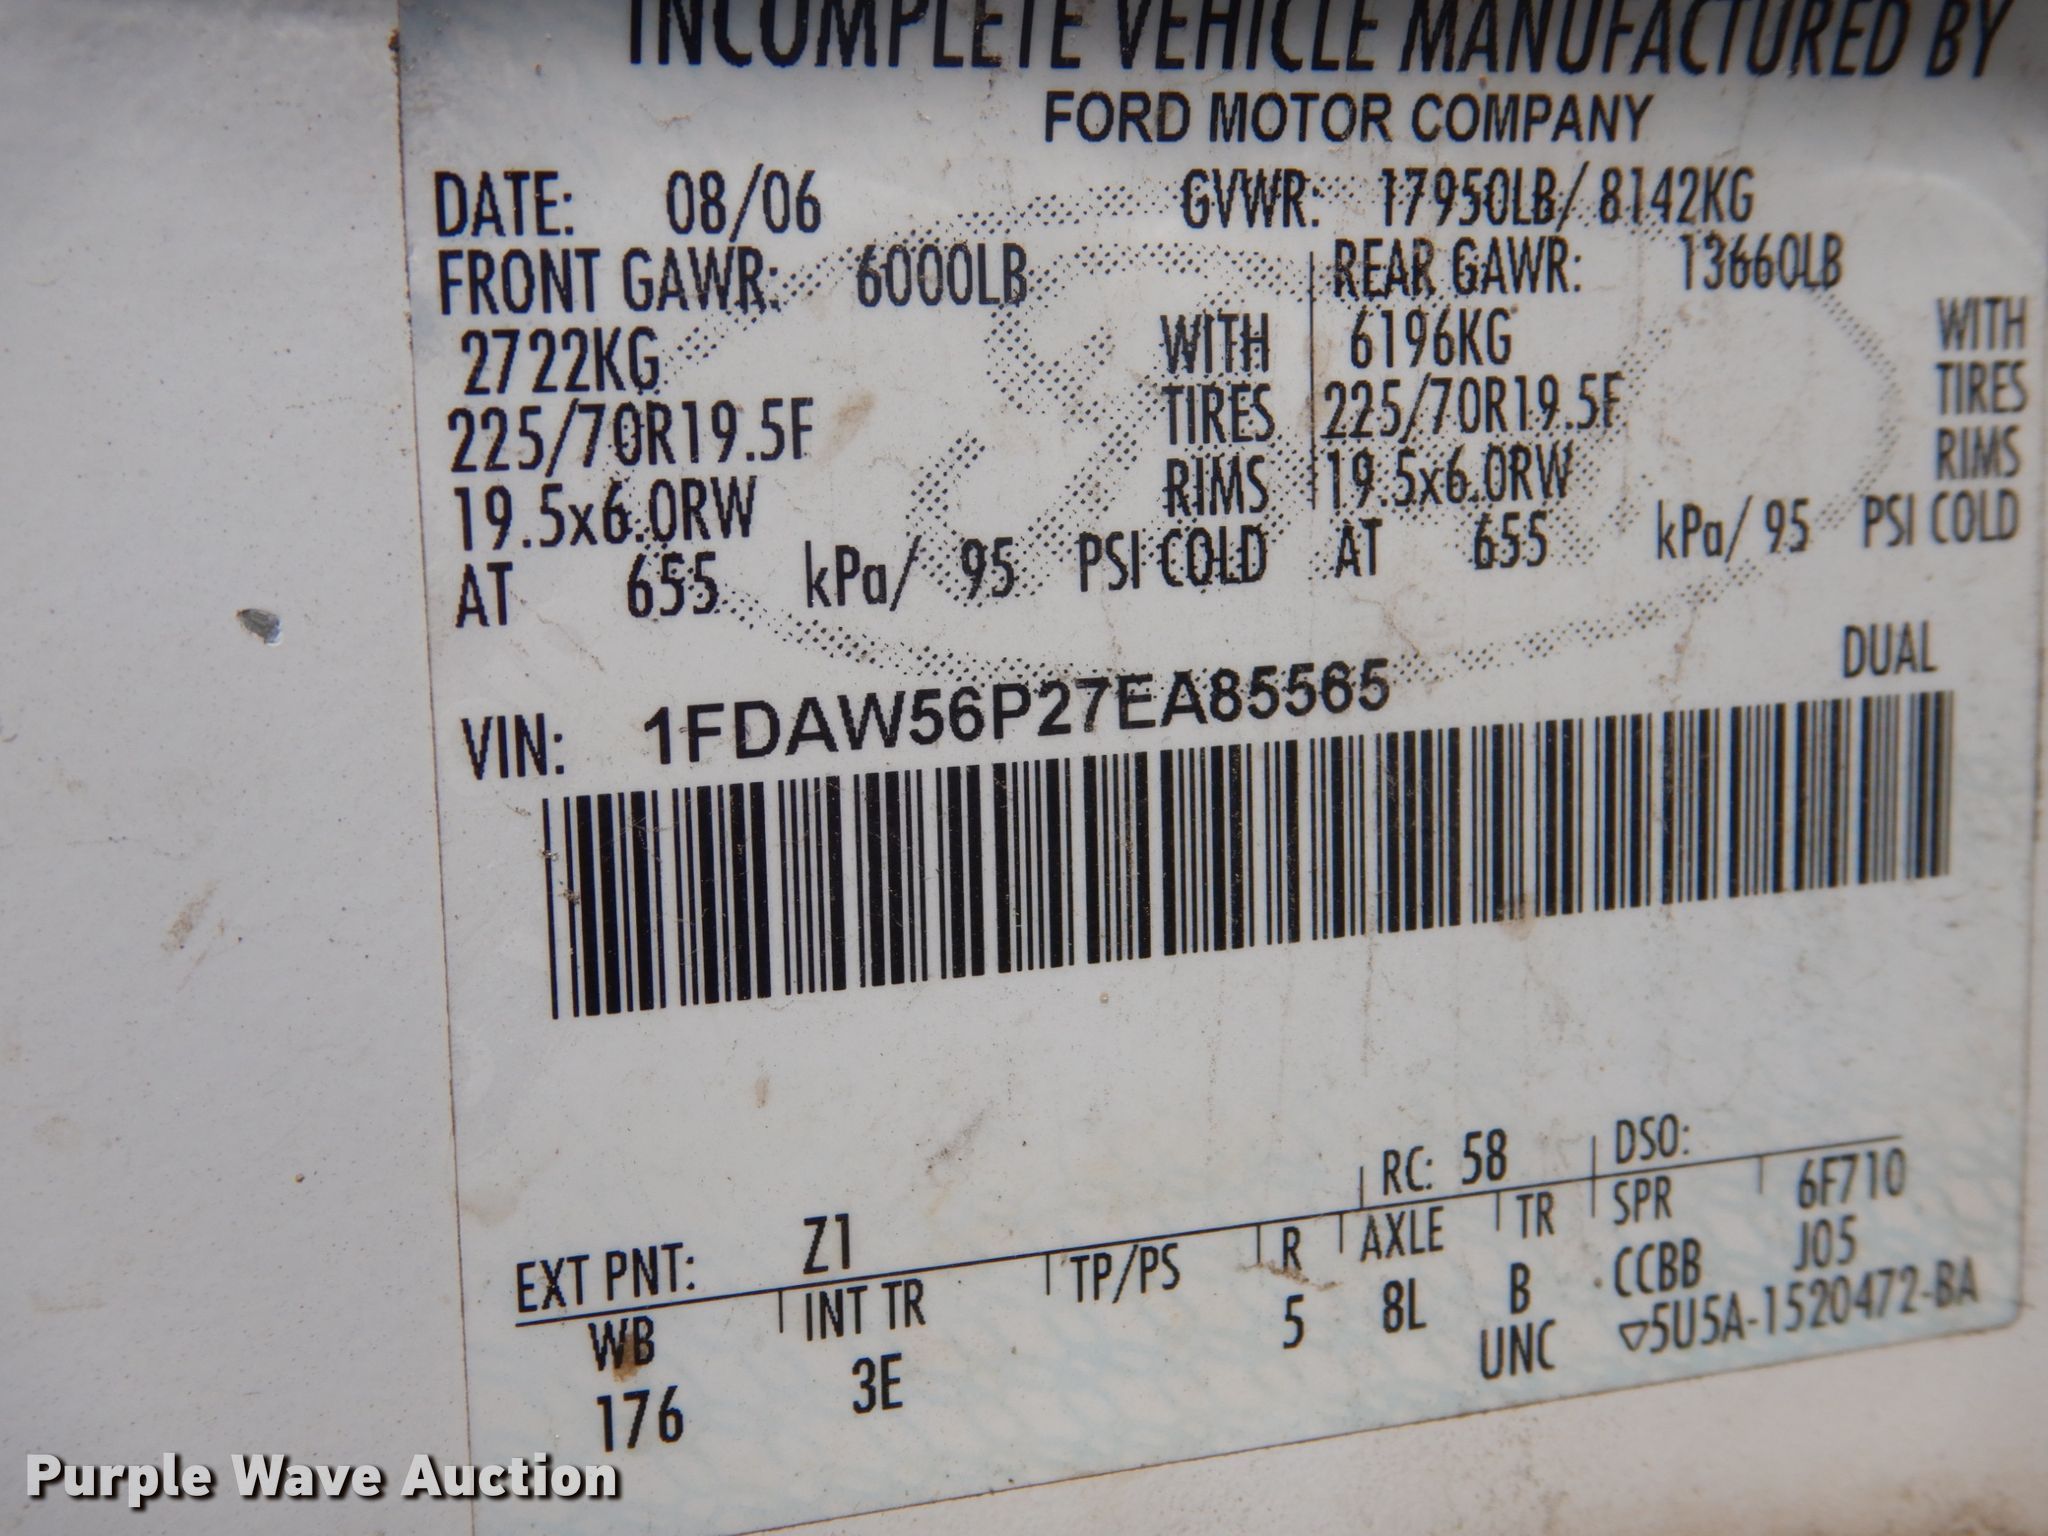 INCOMPLETE VEHICLE MANUFACTURED BY
FORD MOTOR COMPANY
DATE: 08/06 GVWR: 17950LB/ 8142KG
FRONT GAWR: 6000LB REAR GAWR: 13660LB
2722KG WITH 6196KG WITH
225/70R19.5F TIRES 225/70R19.5F TIRES
19.5x6.0RW RIMS 19.5x6.0RW RIMS
AT 655 kPa/ 95 PSI COLD AT 655 kPa/ 95 PSI COLD
DUAL
VIN: 1FDAW56P27EA85565
EXT PNT: Z1 RC: 58 DSO:
WB INT TR TP/PS R AXLE TR SPR 6F710
176 3E 5 8L B CCBB J05
UNC ▽5U5A-1520472-BA
Purple Wave Auction